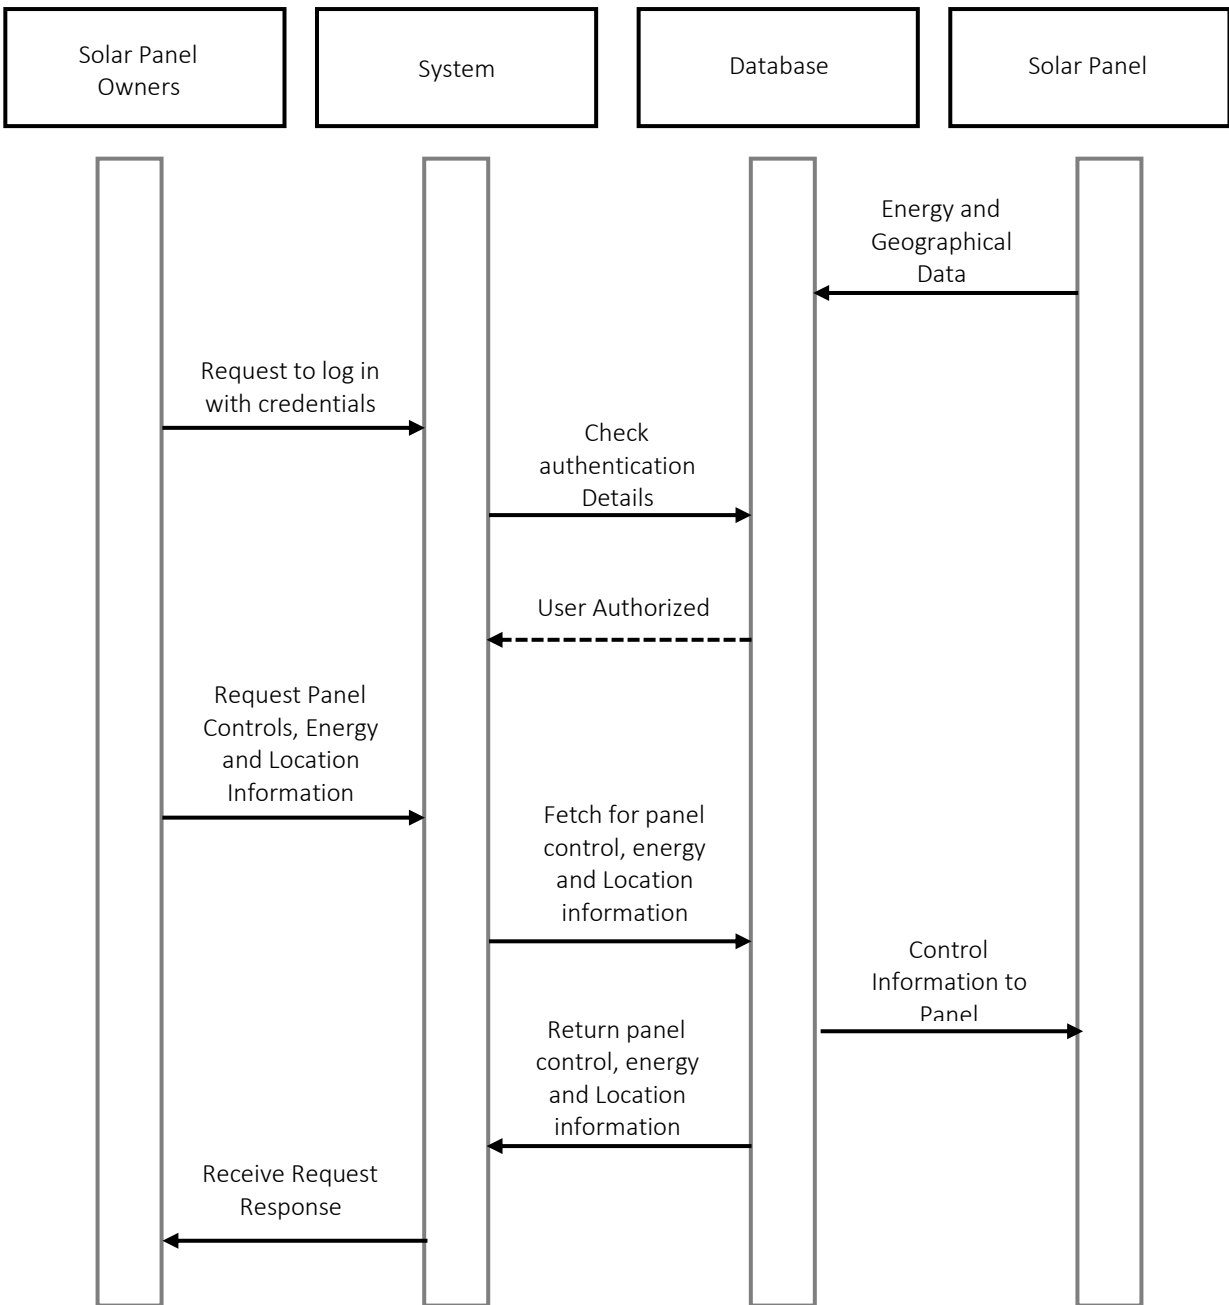 Solar Panel
Owners
System
Database
Solar Panel
Energy and
Geographical
Data
Request to log in
with credentials
Check
authentication
Details
User Authorized
Request Panel
Controls, Energy
and Location
Information
Fetch for panel
control, energy
and Location
information
Control
Information to
Panel
Return panel
control, energy
and Location
information
Receive Request
Response